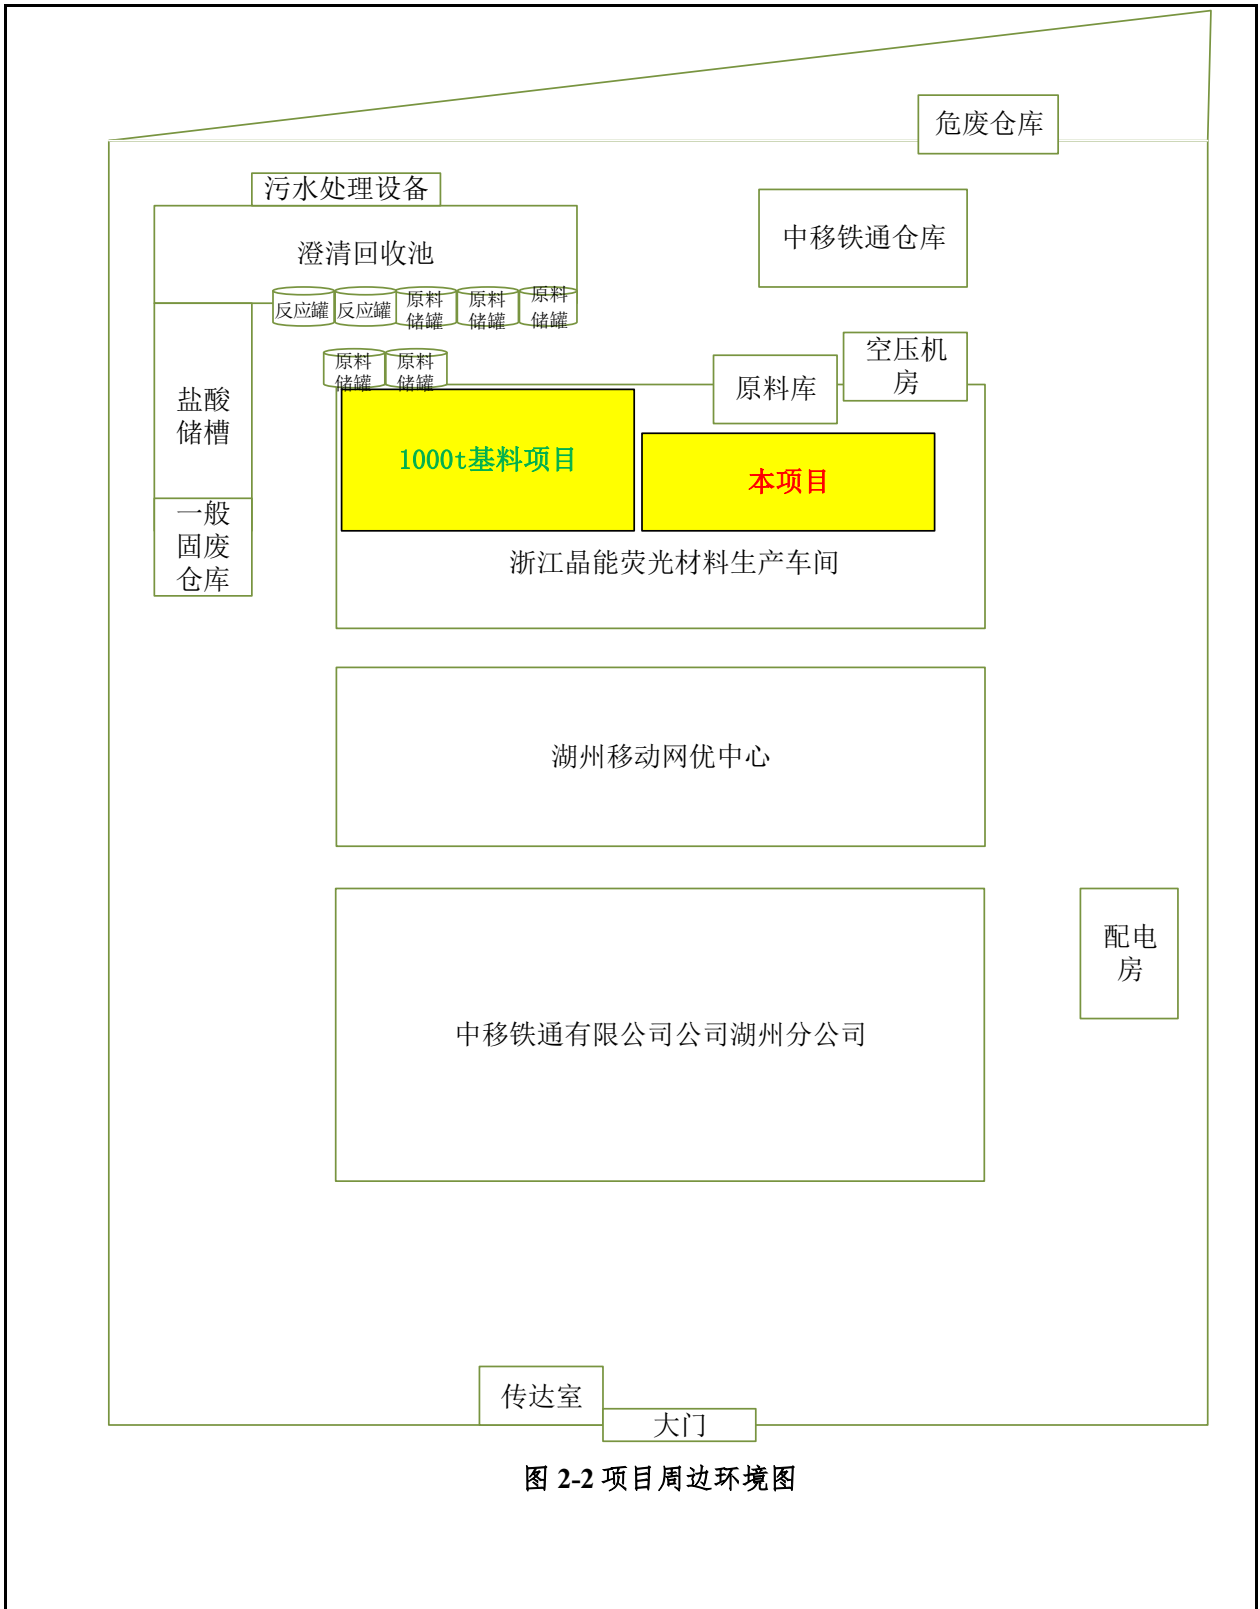 危废仓库
污水处理设备
中移铁通仓库
澄清回收池
反应罐
反应罐
原料
储罐
原料
储罐
原料
储罐
原料
储罐
原料
储罐
空压机
房
原料库
盐酸
储槽
1000t基料项目
本项目
一般
固废
仓库
浙江晶能荧光材料生产车间
湖州移动网优中心
配电
房
中移铁通有限公司公司湖州分公司
传达室
大门
图 2-2 项目周边环境图